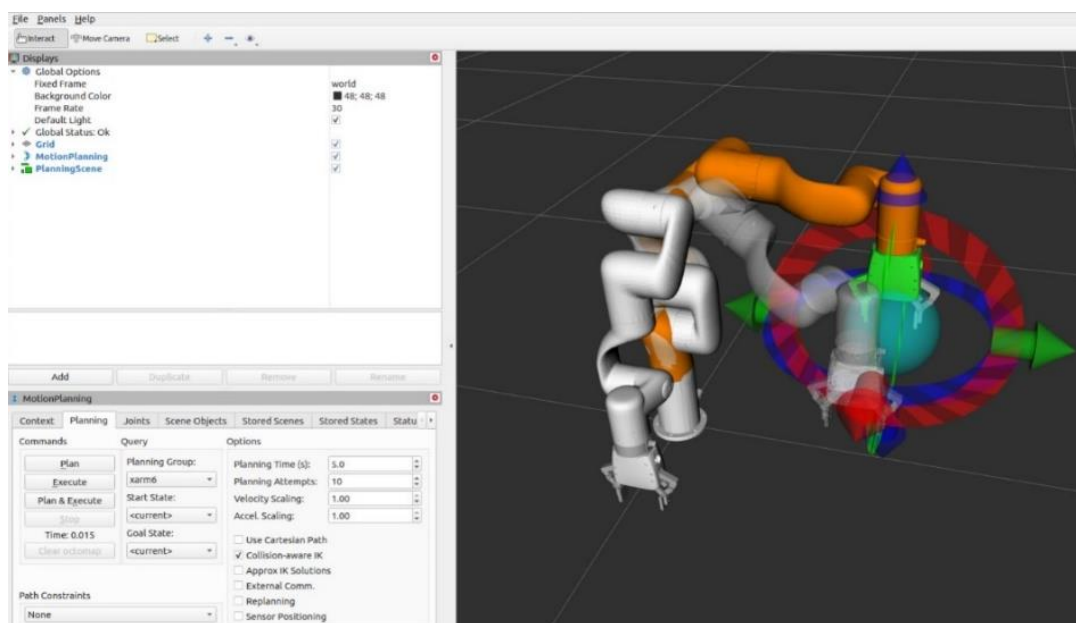 File Panels Help
Interact Move Camera Select
Displays
Global Options
Fixed Frame world
Background Color 48; 48; 48
Frame Rate 30
Default Light
Global Status: Ok
Grid
MotionPlanning
PlanningScene
Add Duplicate Remove Rename
MotionPlanning
Context Planning Joints Scene Objects Stored Scenes Stored States Statu
Commands Query Options
Plan Planning Group: Planning Time (s): 5.0
Execute xarm6 Planning Attempts: 10
Plan & Execute Start State: Velocity Scaling: 1.00
Stop <current> Accel. Scaling: 1.00
Time: 0.015 Goal State: Use Cartesian Path
Clear octomap <current> Collision-aware IK
Approx IK Solutions
External Comm.
Path Constraints Replanning
None Sensor Positioning